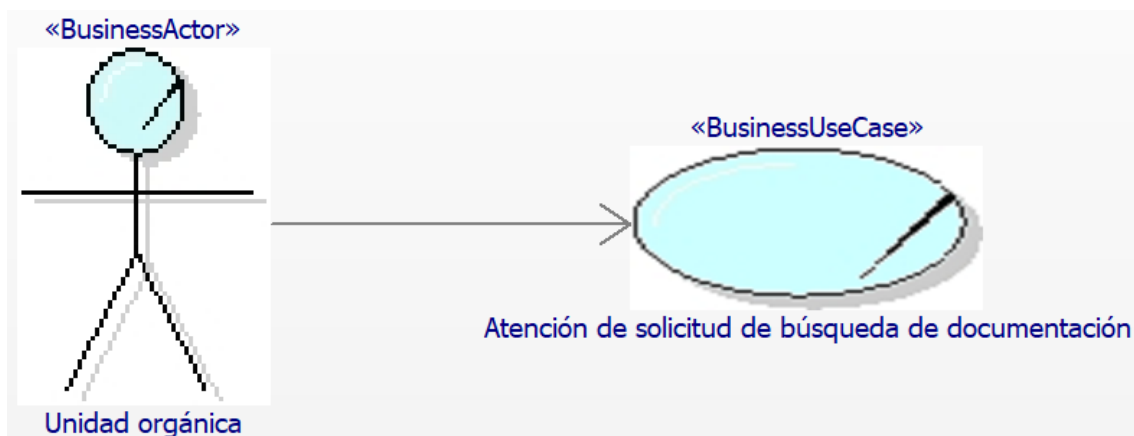 «BusinessActor»
«BusinessUseCase»
Atención de solicitud de búsqueda de documentación
Unidad orgánica